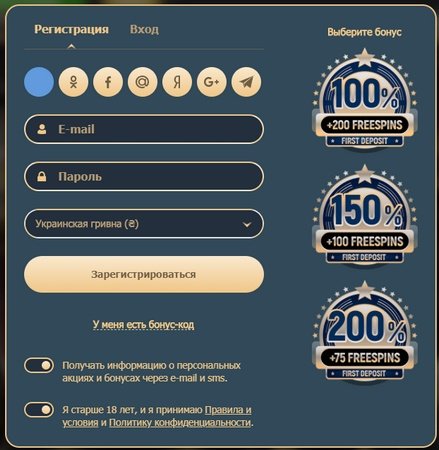 Регистрация Вход
E-mail
Пароль
Украинская гривна (₴)
Зарегистрироваться
У меня есть бонус-код
Получать информацию о персональных
акциях и бонусах через e-mail и sms.
Я старше 18 лет, и я принимаю Правила и
условия и Политику конфиденциальности.
Выберите бонус
100%
+200 FREESPINS
FIRST DEPOSIT
150%
+100 FREESPINS
FIRST DEPOSIT
200%
+75 FREESPINS
FIRST DEPOSIT